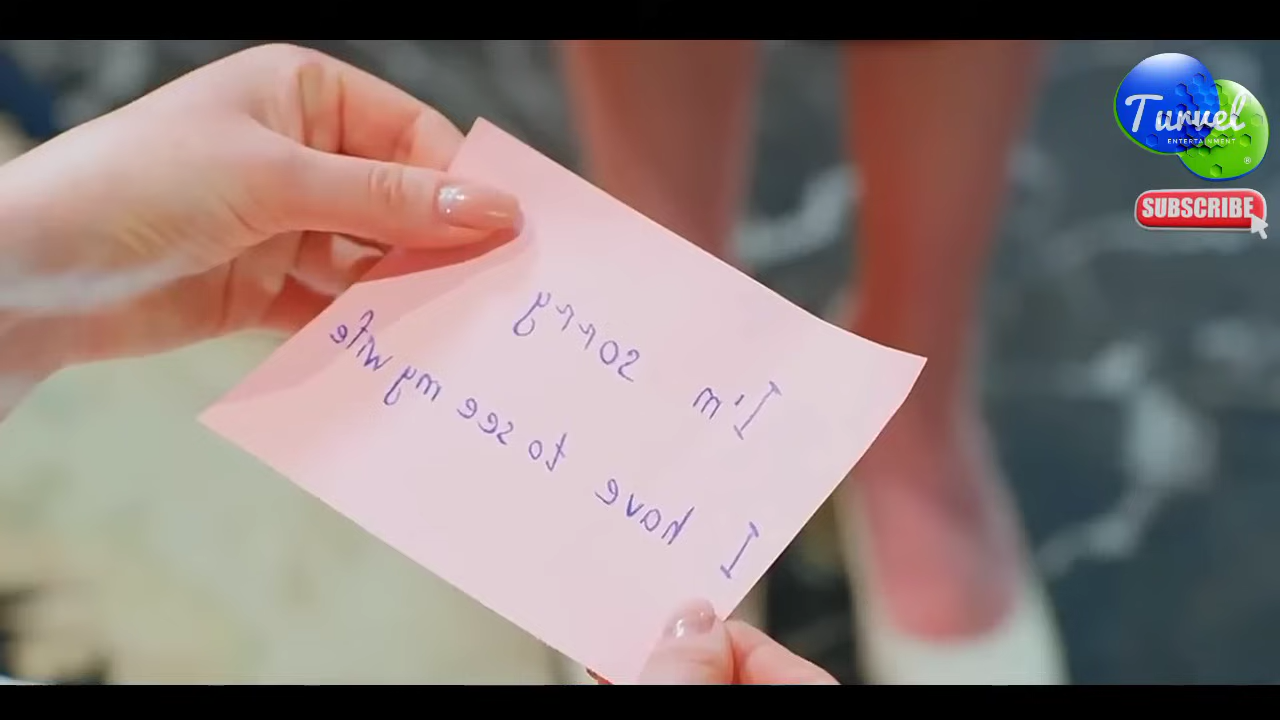 I'm sorry
I have to see my wife
Turvel
ENTERTAINMENT
®
SUBSCRIBE